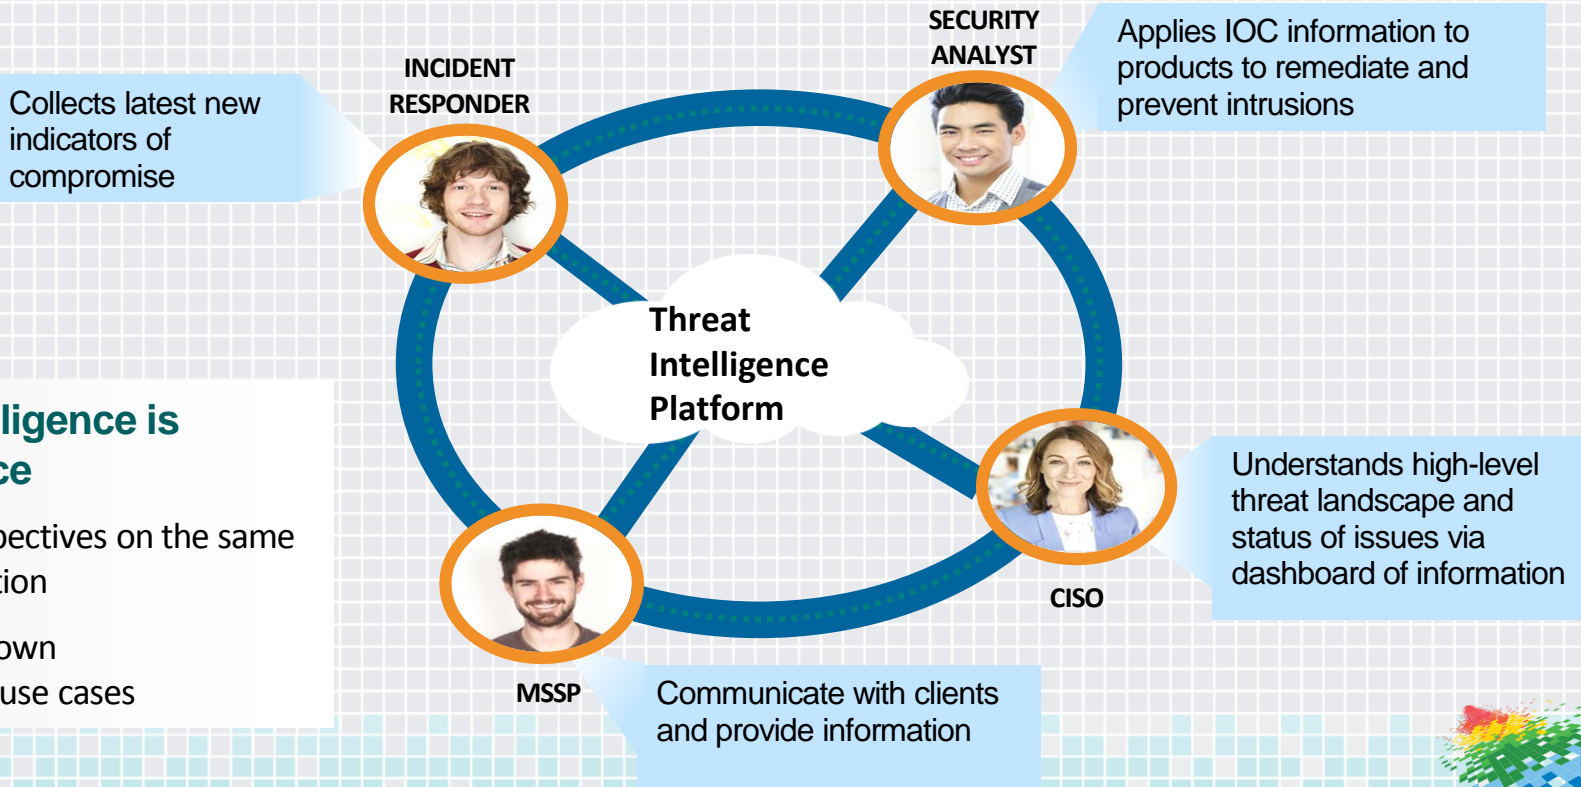 SECURITY
ANALYST
Applies IOC information to
products to remediate and
prevent intrusions
INCIDENT
RESPONDER
Collects latest new
indicators of
compromise
Threat
Intelligence
Platform
ligence is
ce
pectives on the same
tion
own
use cases
Understands high-level
threat landscape and
status of issues via
dashboard of information
CISO
MSSP
Communicate with clients
and provide information